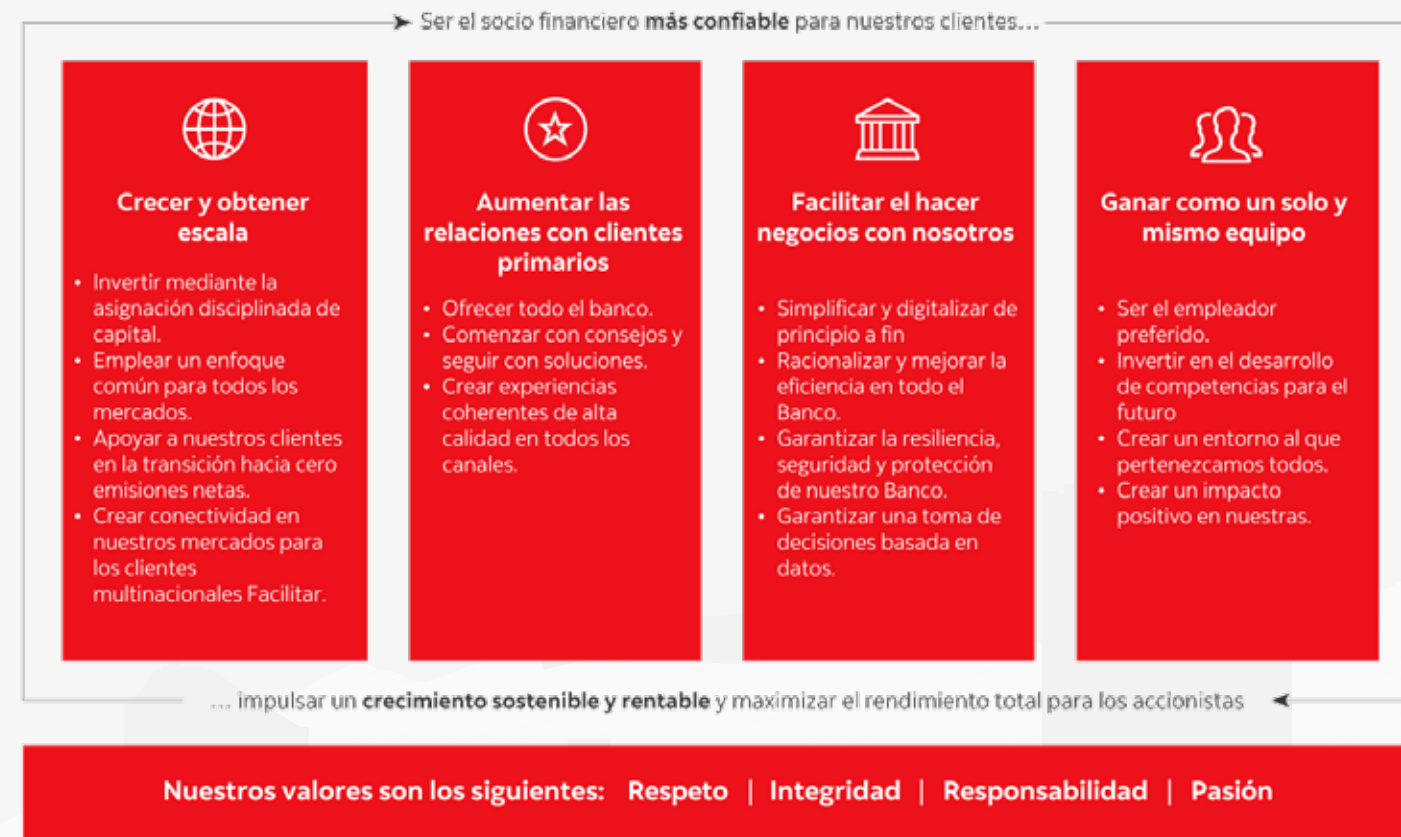 Ser el socio financiero más confiable para nuestros clientes...
Crecer y obtener
escala
• Invertir mediante la
asignación disciplinada de
capital.
• Emplear un enfoque
común para todos los
mercados.
• Apoyar a nuestros clientes
en la transición hacia cero
emisiones netas.
• Crear conectividad en
nuestros mercados para
los clientes
multinacionales Facilitar.
Aumentar las
relaciones con clientes
primarios
• Ofrecer todo el banco.
• Comenzar con consejos y
seguir con soluciones.
• Crear experiencias
coherentes de alta
calidad en todos los
canales.
Facilitar el hacer
negocios con nosotros
• Simplificar y digitalizar de
principio a fin
• Racionalizar y mejorar la
eficiencia en todo el
Banco.
• Garantizar la resiliencia,
seguridad y protección
de nuestro Banco.
• Garantizar una toma de
decisiones basada en
datos.
Ganar como un solo y
mismo equipo
• Ser el empleador
preferido.
• Invertir en el desarrollo
de competencias para el
futuro
• Crear un entorno al que
pertenezcamos todos.
• Crear un impacto
positivo en nuestras.
... impulsar un crecimiento sostenible y rentable y maximizar el rendimiento total para los accionistas
Nuestros valores son los siguientes: Respeto | Integridad | Responsabilidad | Pasión